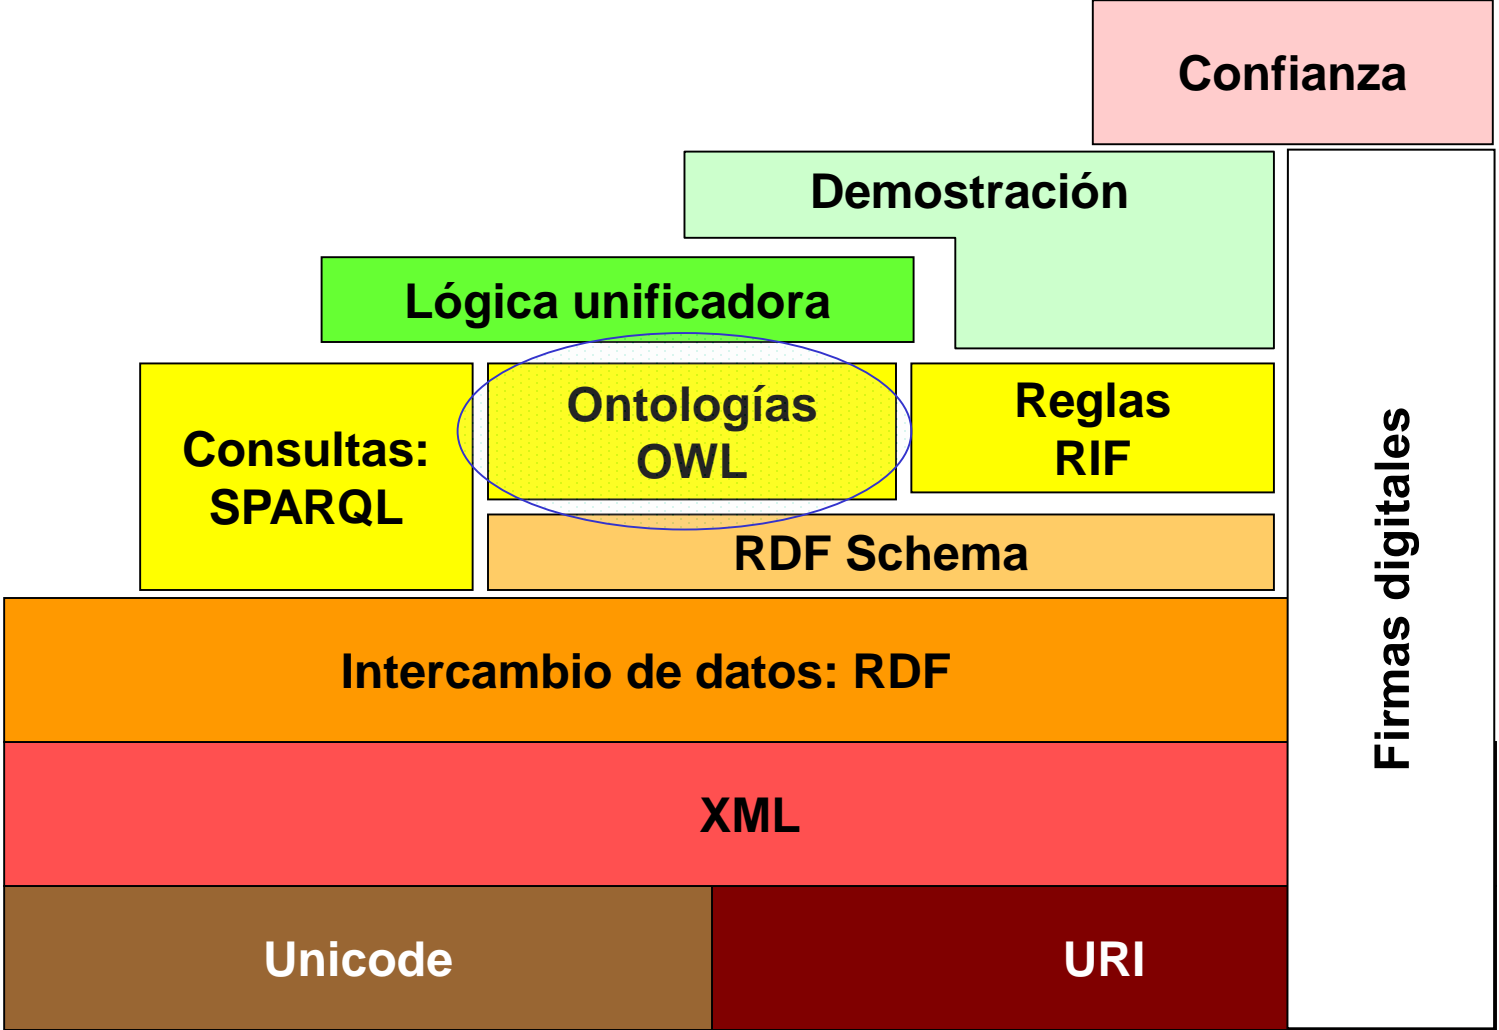 Confianza
Demostración
Lógica unificadora
Consultas:
SPARQL
Ontologías
OWL
Reglas
RIF
RDF Schema
Intercambio de datos: RDF
XML
Unicode
URI
Firmas digitales